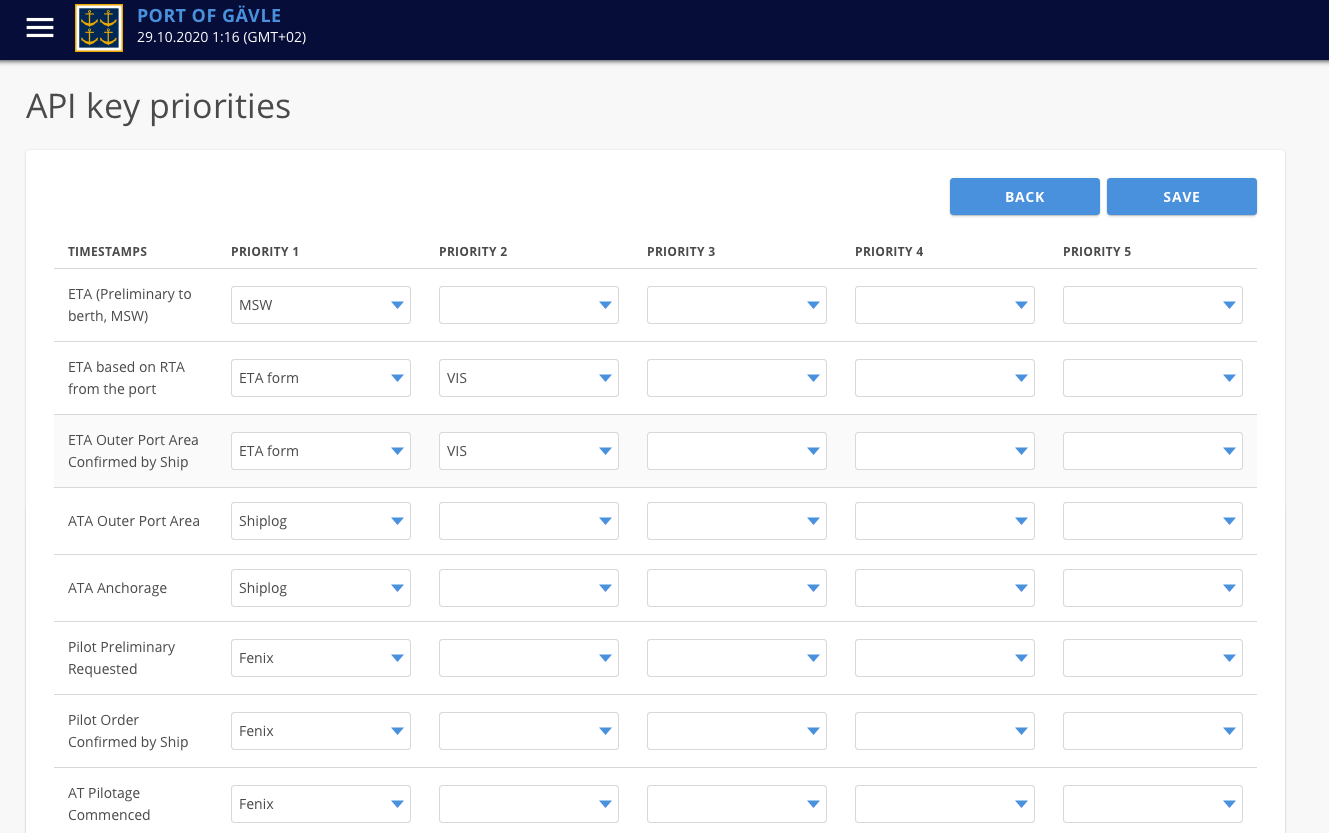 PORT OF GÄVLE
29.10.2020 1:16 (GMT+02)
API key priorities
BACK SAVE
TIMESTAMPS PRIORITY 1 PRIORITY 2 PRIORITY 3 PRIORITY 4 PRIORITY 5
ETA (Preliminary to
berth, MSW)
MSW
ETA based on RTA
from the port
ETA form VIS
ETA Outer Port Area
Confirmed by Ship
ETA form VIS
ATA Outer Port Area Shiplog
ATA Anchorage Shiplog
Pilot Preliminary
Requested
Fenix
Pilot Order
Confirmed by Ship
Fenix
AT Pilotage
Commenced
Fenix